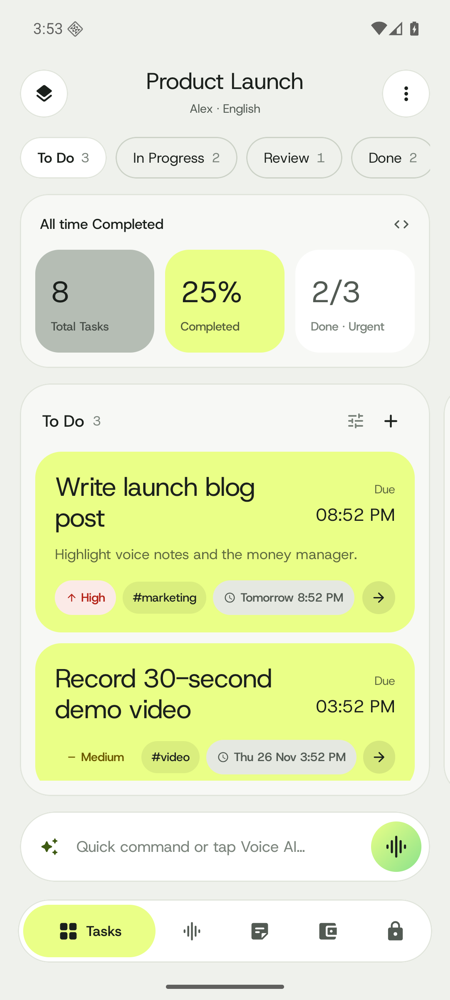 3:53
Product Launch
Alex · English
To Do 3
In Progress 2
Review 1
Done 2
All time Completed
8
Total Tasks
25%
Completed
2/3
Done · Urgent
To Do 3
Write launch blog
post
Due
08:52 PM
Highlight voice notes and the money manager.
High
#marketing
Tomorrow 8:52 PM
Record 30-second
demo video
Due
03:52 PM
Medium
#video
Thu 26 Nov 3:52 PM
Quick command or tap Voice AI...
Tasks